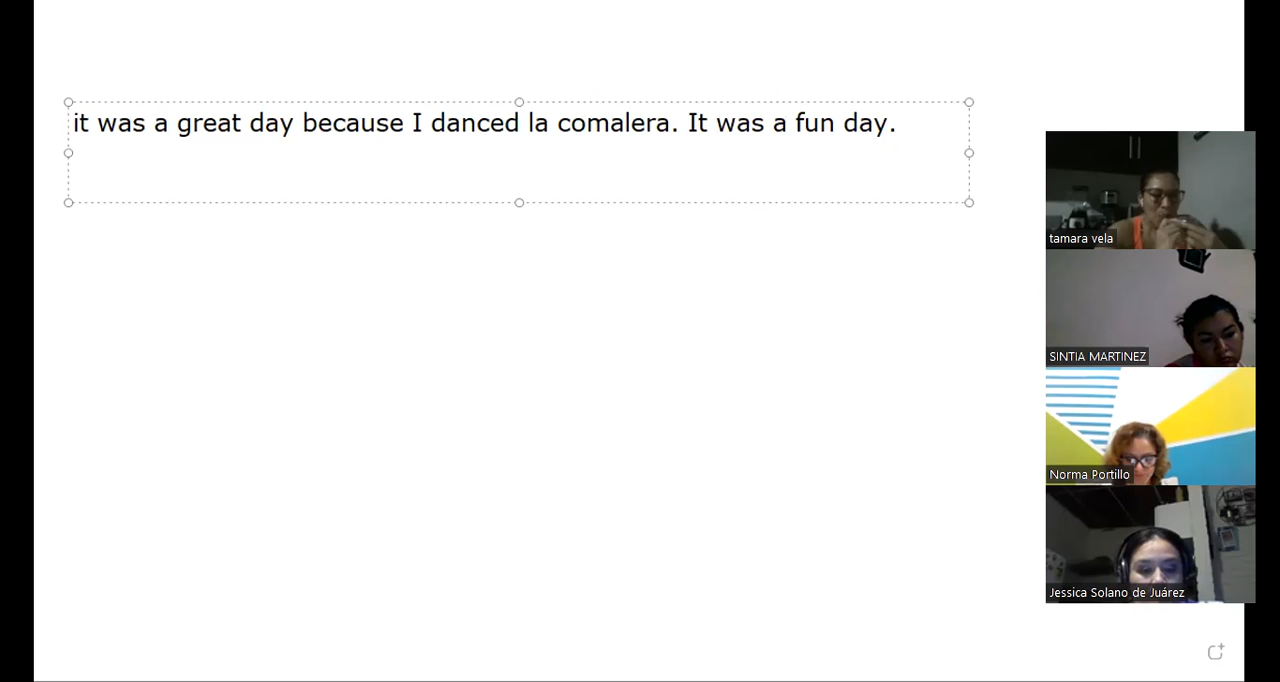 it was a great day because I danced la comalera. It was a fun day.
tamara vela
SINTIA MARTINEZ
Norma Portillo
Jessica Solano de Juárez